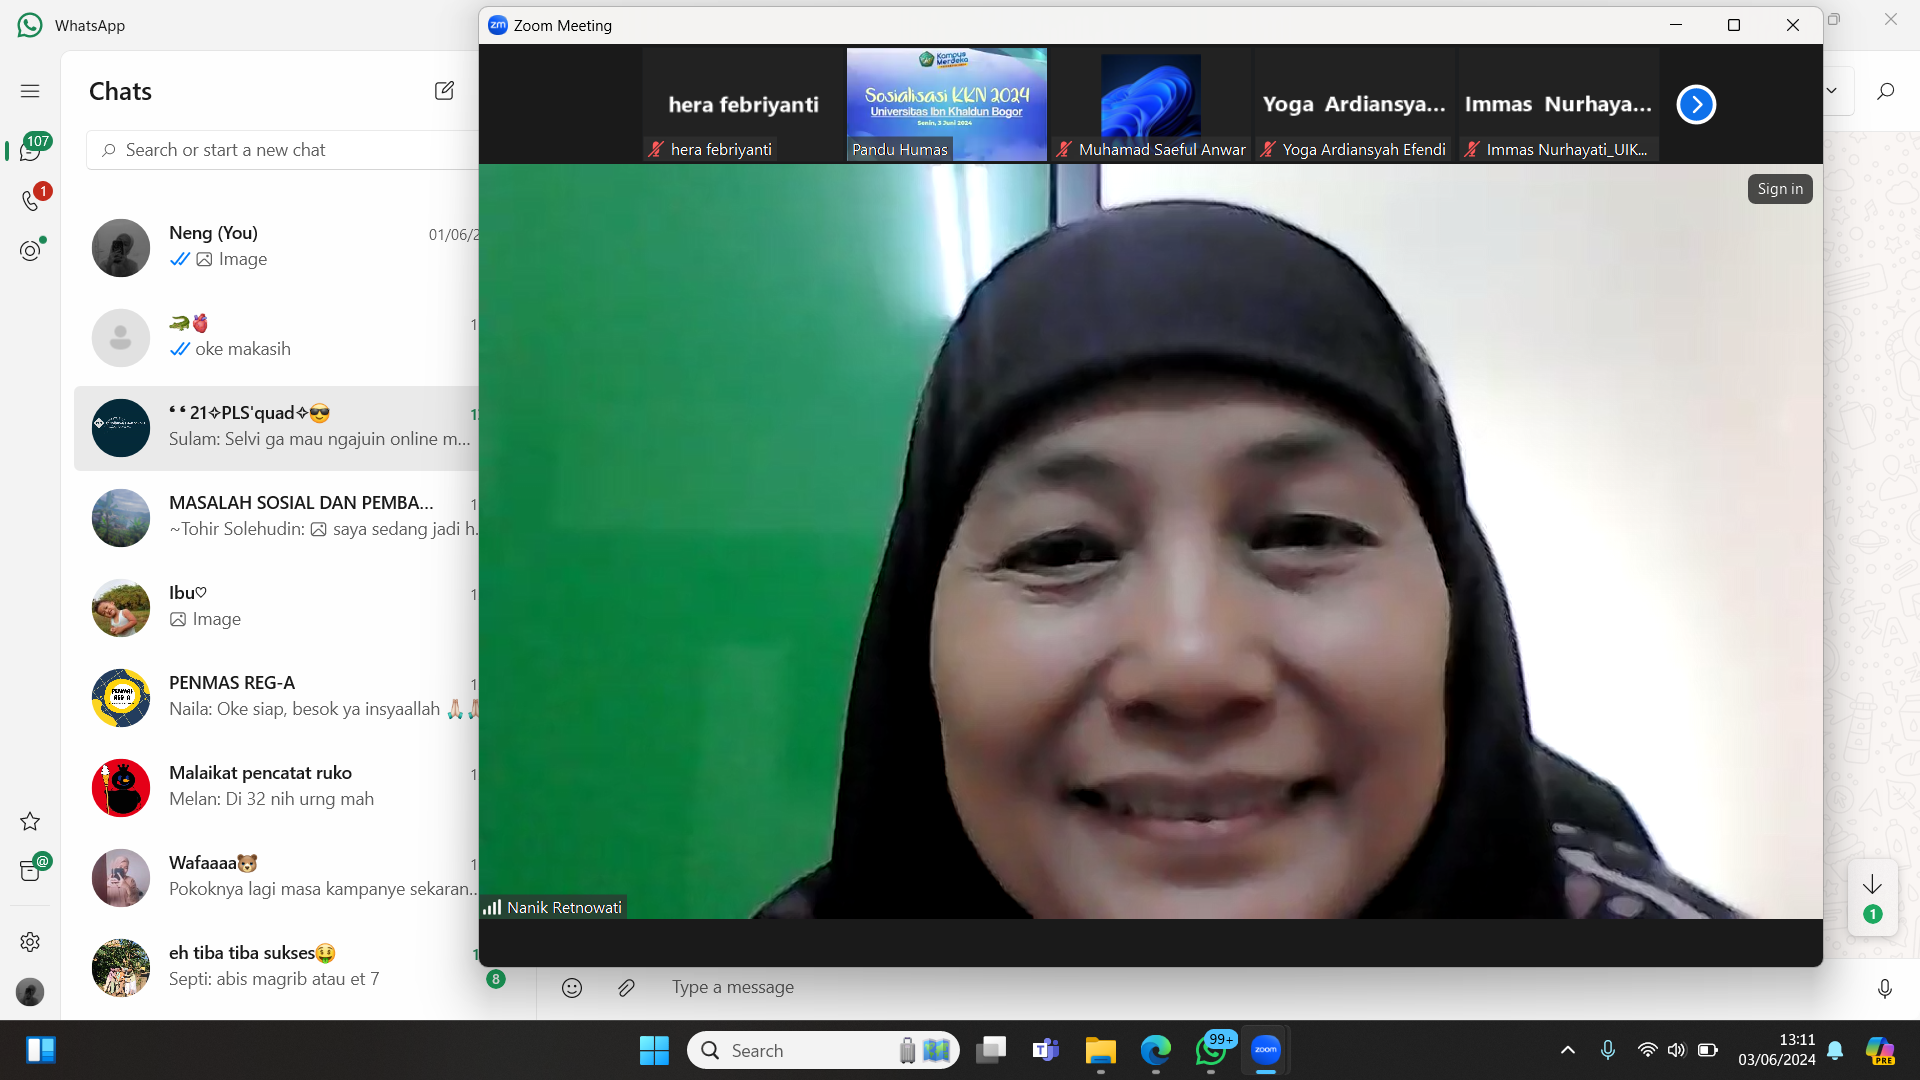 WhatsApp
Chats
107
1
@
Search or start a new chat
Neng (You)
01/06/2
Image
🐊🫀
1
oke makasih
❛ ❛ 21✧PLS'quad✧😎
Sulam: Selvi ga mau ngajuin online m...
MASALAH SOSIAL DAN PEMBA...
1
~Tohir Solehudin: saya sedang jadi h...
Ibu♡
1
Image
PENMAS REG-A
1
Naila: Oke siap, besok ya insyaallah 🙏🏻
Malaikat pencatat ruko
1
Melan: Di 32 nih urng mah
Wafaaaa🐻
1
Pokoknya lagi masa kampanye sekaran...
eh tiba tiba sukses🤑
1
Septi: abis magrib atau et 7
8
PENMAS
REG A
zm Zoom Meeting
hera febriyanti
hera febriyanti
Kampus
Merdeka
Sosialisasi KKN 2024
Universitas Ibn Khaldun Bogor
Senin, 3 Juni 2024
Pandu Humas
Muhamad Saeful Anwar
Yoga Ardiansya...
Yoga Ardiansyah Efendi
Immas Nurhaya...
Immas Nurhayati_UIK...
Sign in
Nanik Retnowati
1
Type a message
Search
99+
zoom
13:11
03/06/2024
PRE